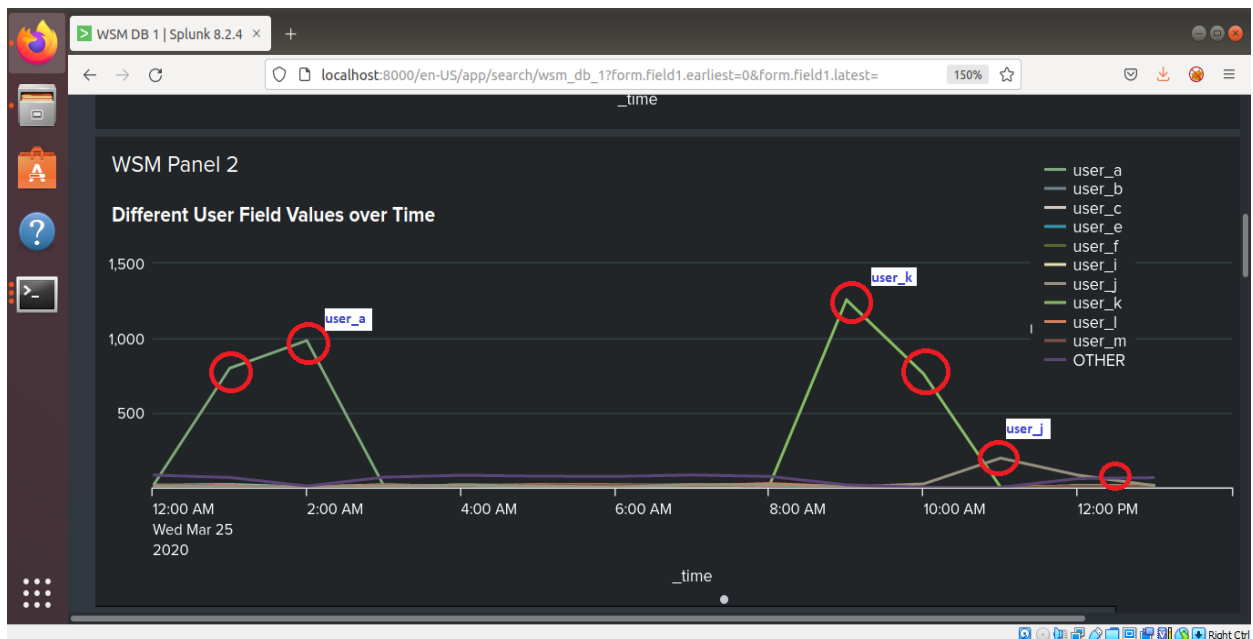 WSM DB 1 | Splunk 8.2.4
localhost:8000/en-US/app/search/wsm_db_1?form.field1.earliest=0&form.field1.latest=
150%
_time
WSM Panel 2
Different User Field Values over Time
user_a
user_b
user_c
user_e
user_f
user_i
user_j
user_k
user_l
user_m
OTHER
1,500
1,000
500
user_a
user_k
user_j
12:00 AM
Wed Mar 25
2020
2:00 AM
4:00 AM
6:00 AM
8:00 AM
10:00 AM
12:00 PM
_time
Right Ctrl